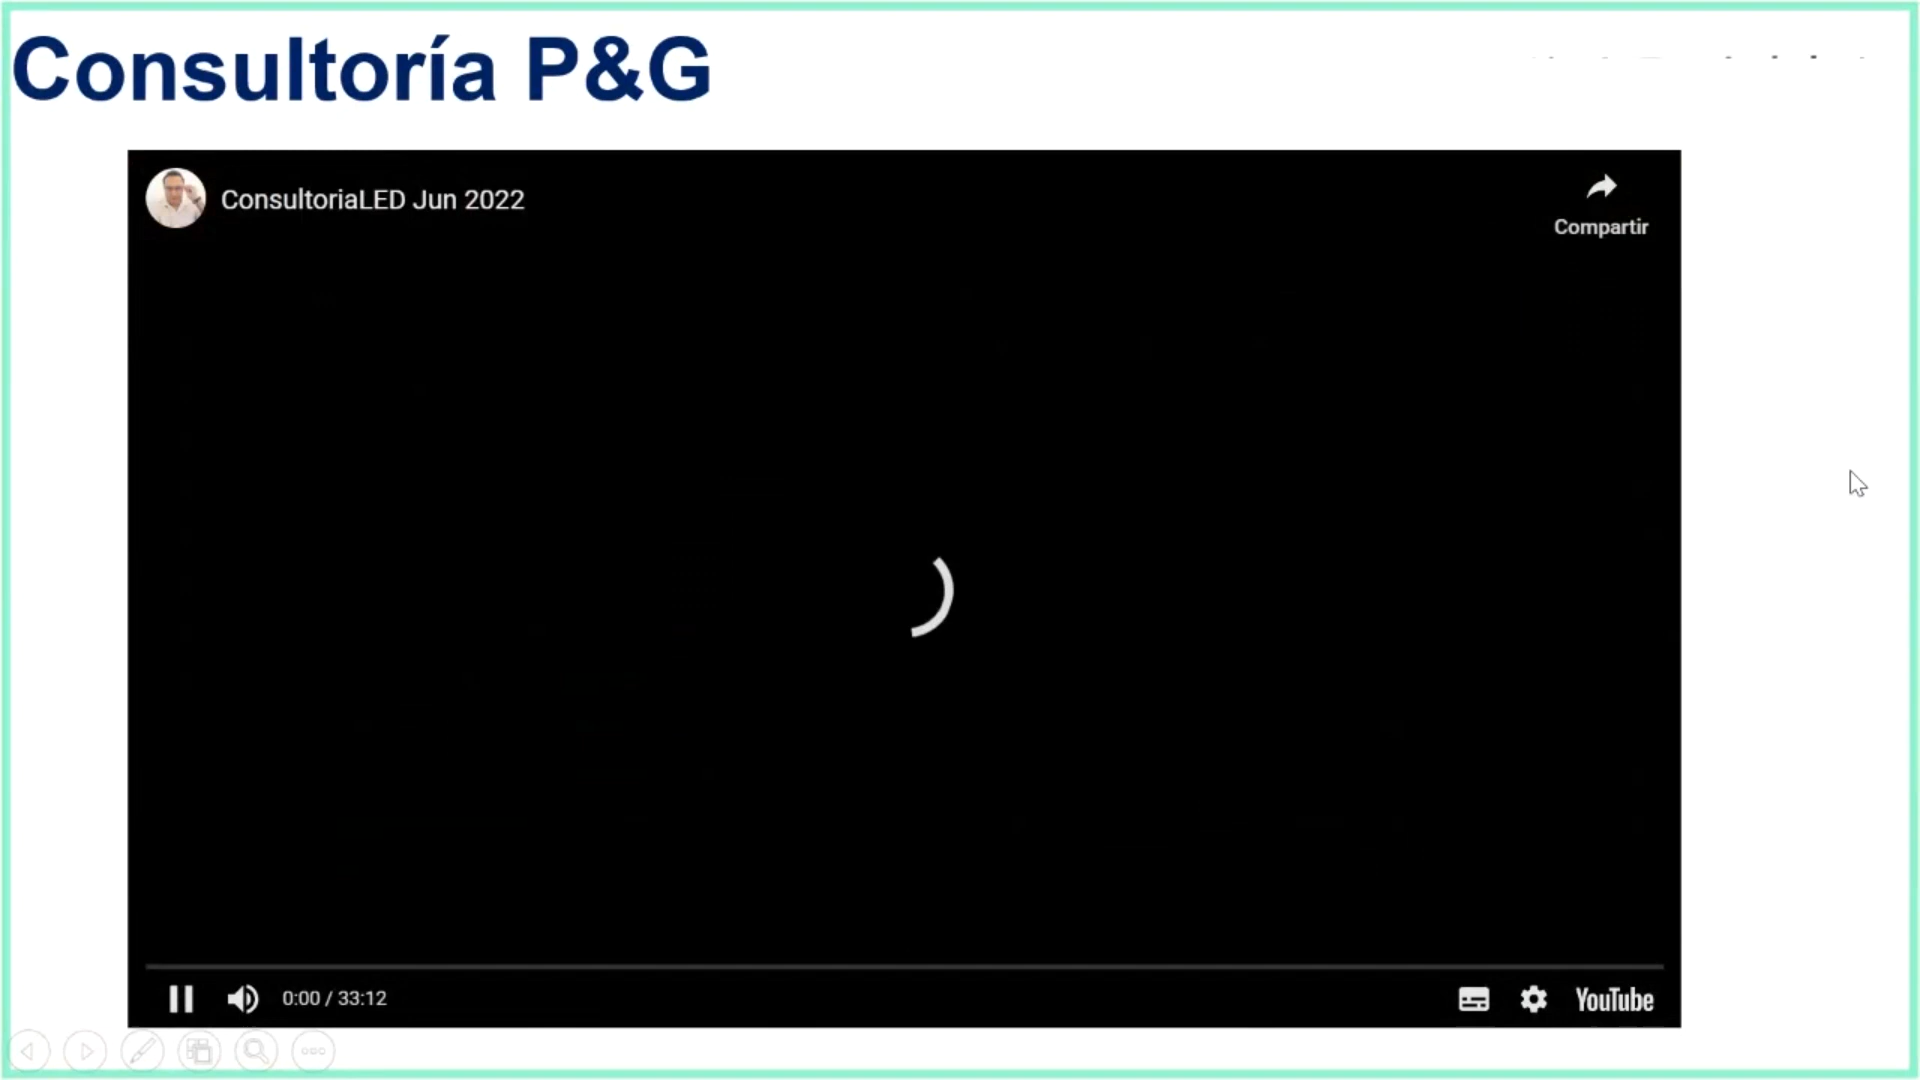 Consultoría P&G
ConsultoriaLED Jun 2022
Compartir
0:00 / 33:12
YouTube